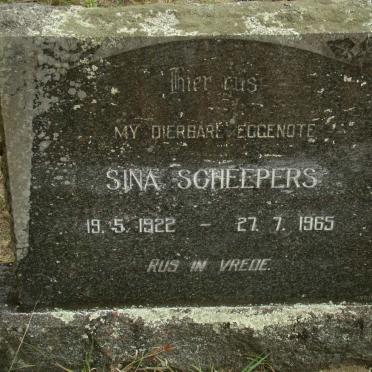 Hier rus
MY DIERBARE EGGENOTE
SINA SCHEEPERS
19. 5. 1922 – 27. 7. 1965
RUS IN VREDE.